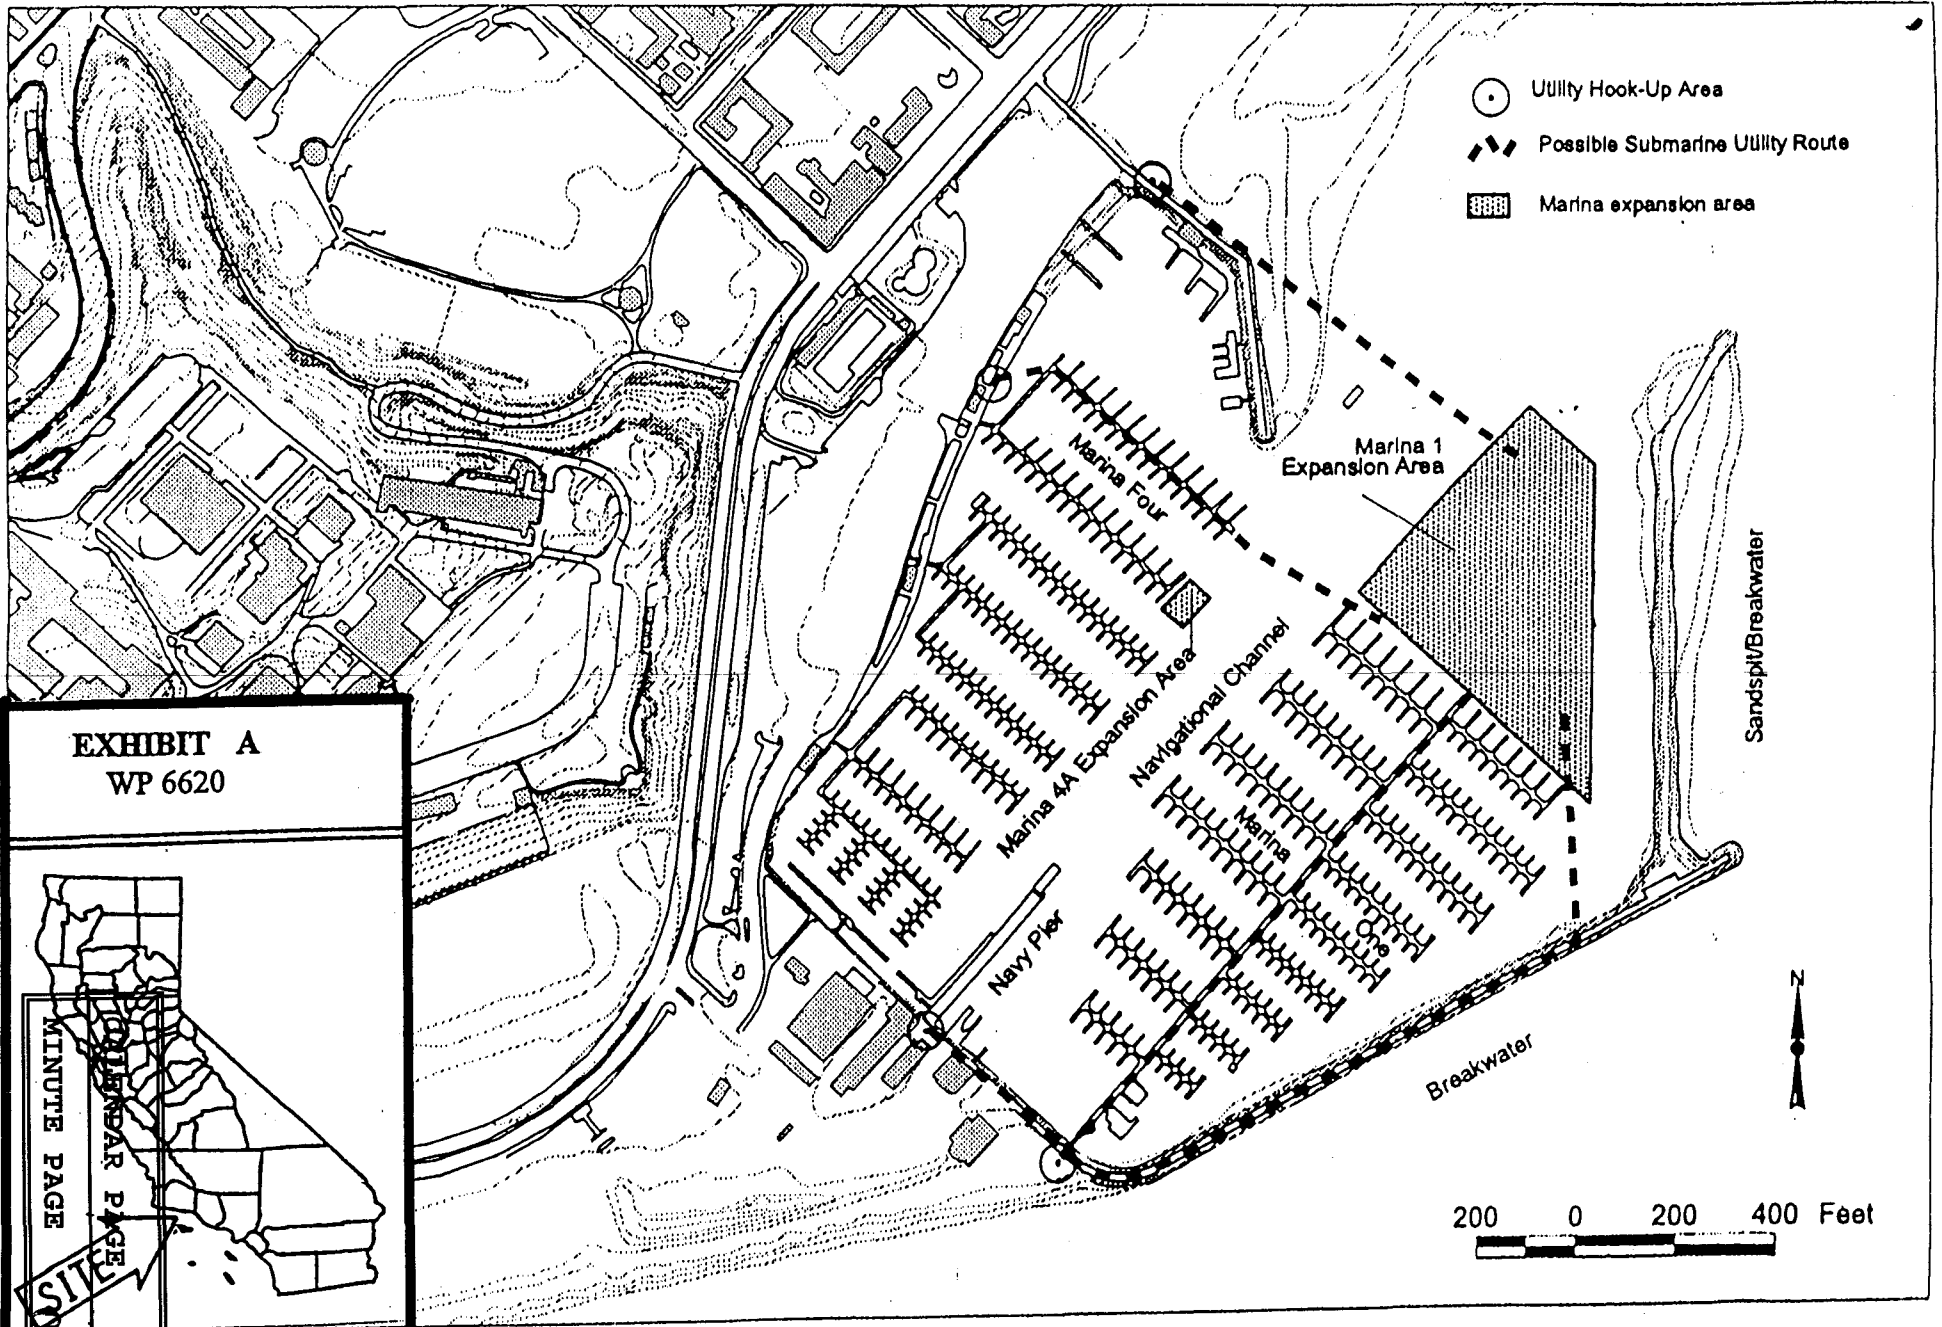 Utility Hook-Up Area
Possible Submarine Utility Route
Marina expansion area
Marina 1
Expansion Area
Marina Four
Sandspit/Breakwater
Marina 4A Expansion Area
Navigational Channel
Marina
One
Navy Pier
Breakwater
N
200 0 200 400 Feet
EXHIBIT A
WP 6620
CALENDAR PAGE
MINUTE PAGE
SITE